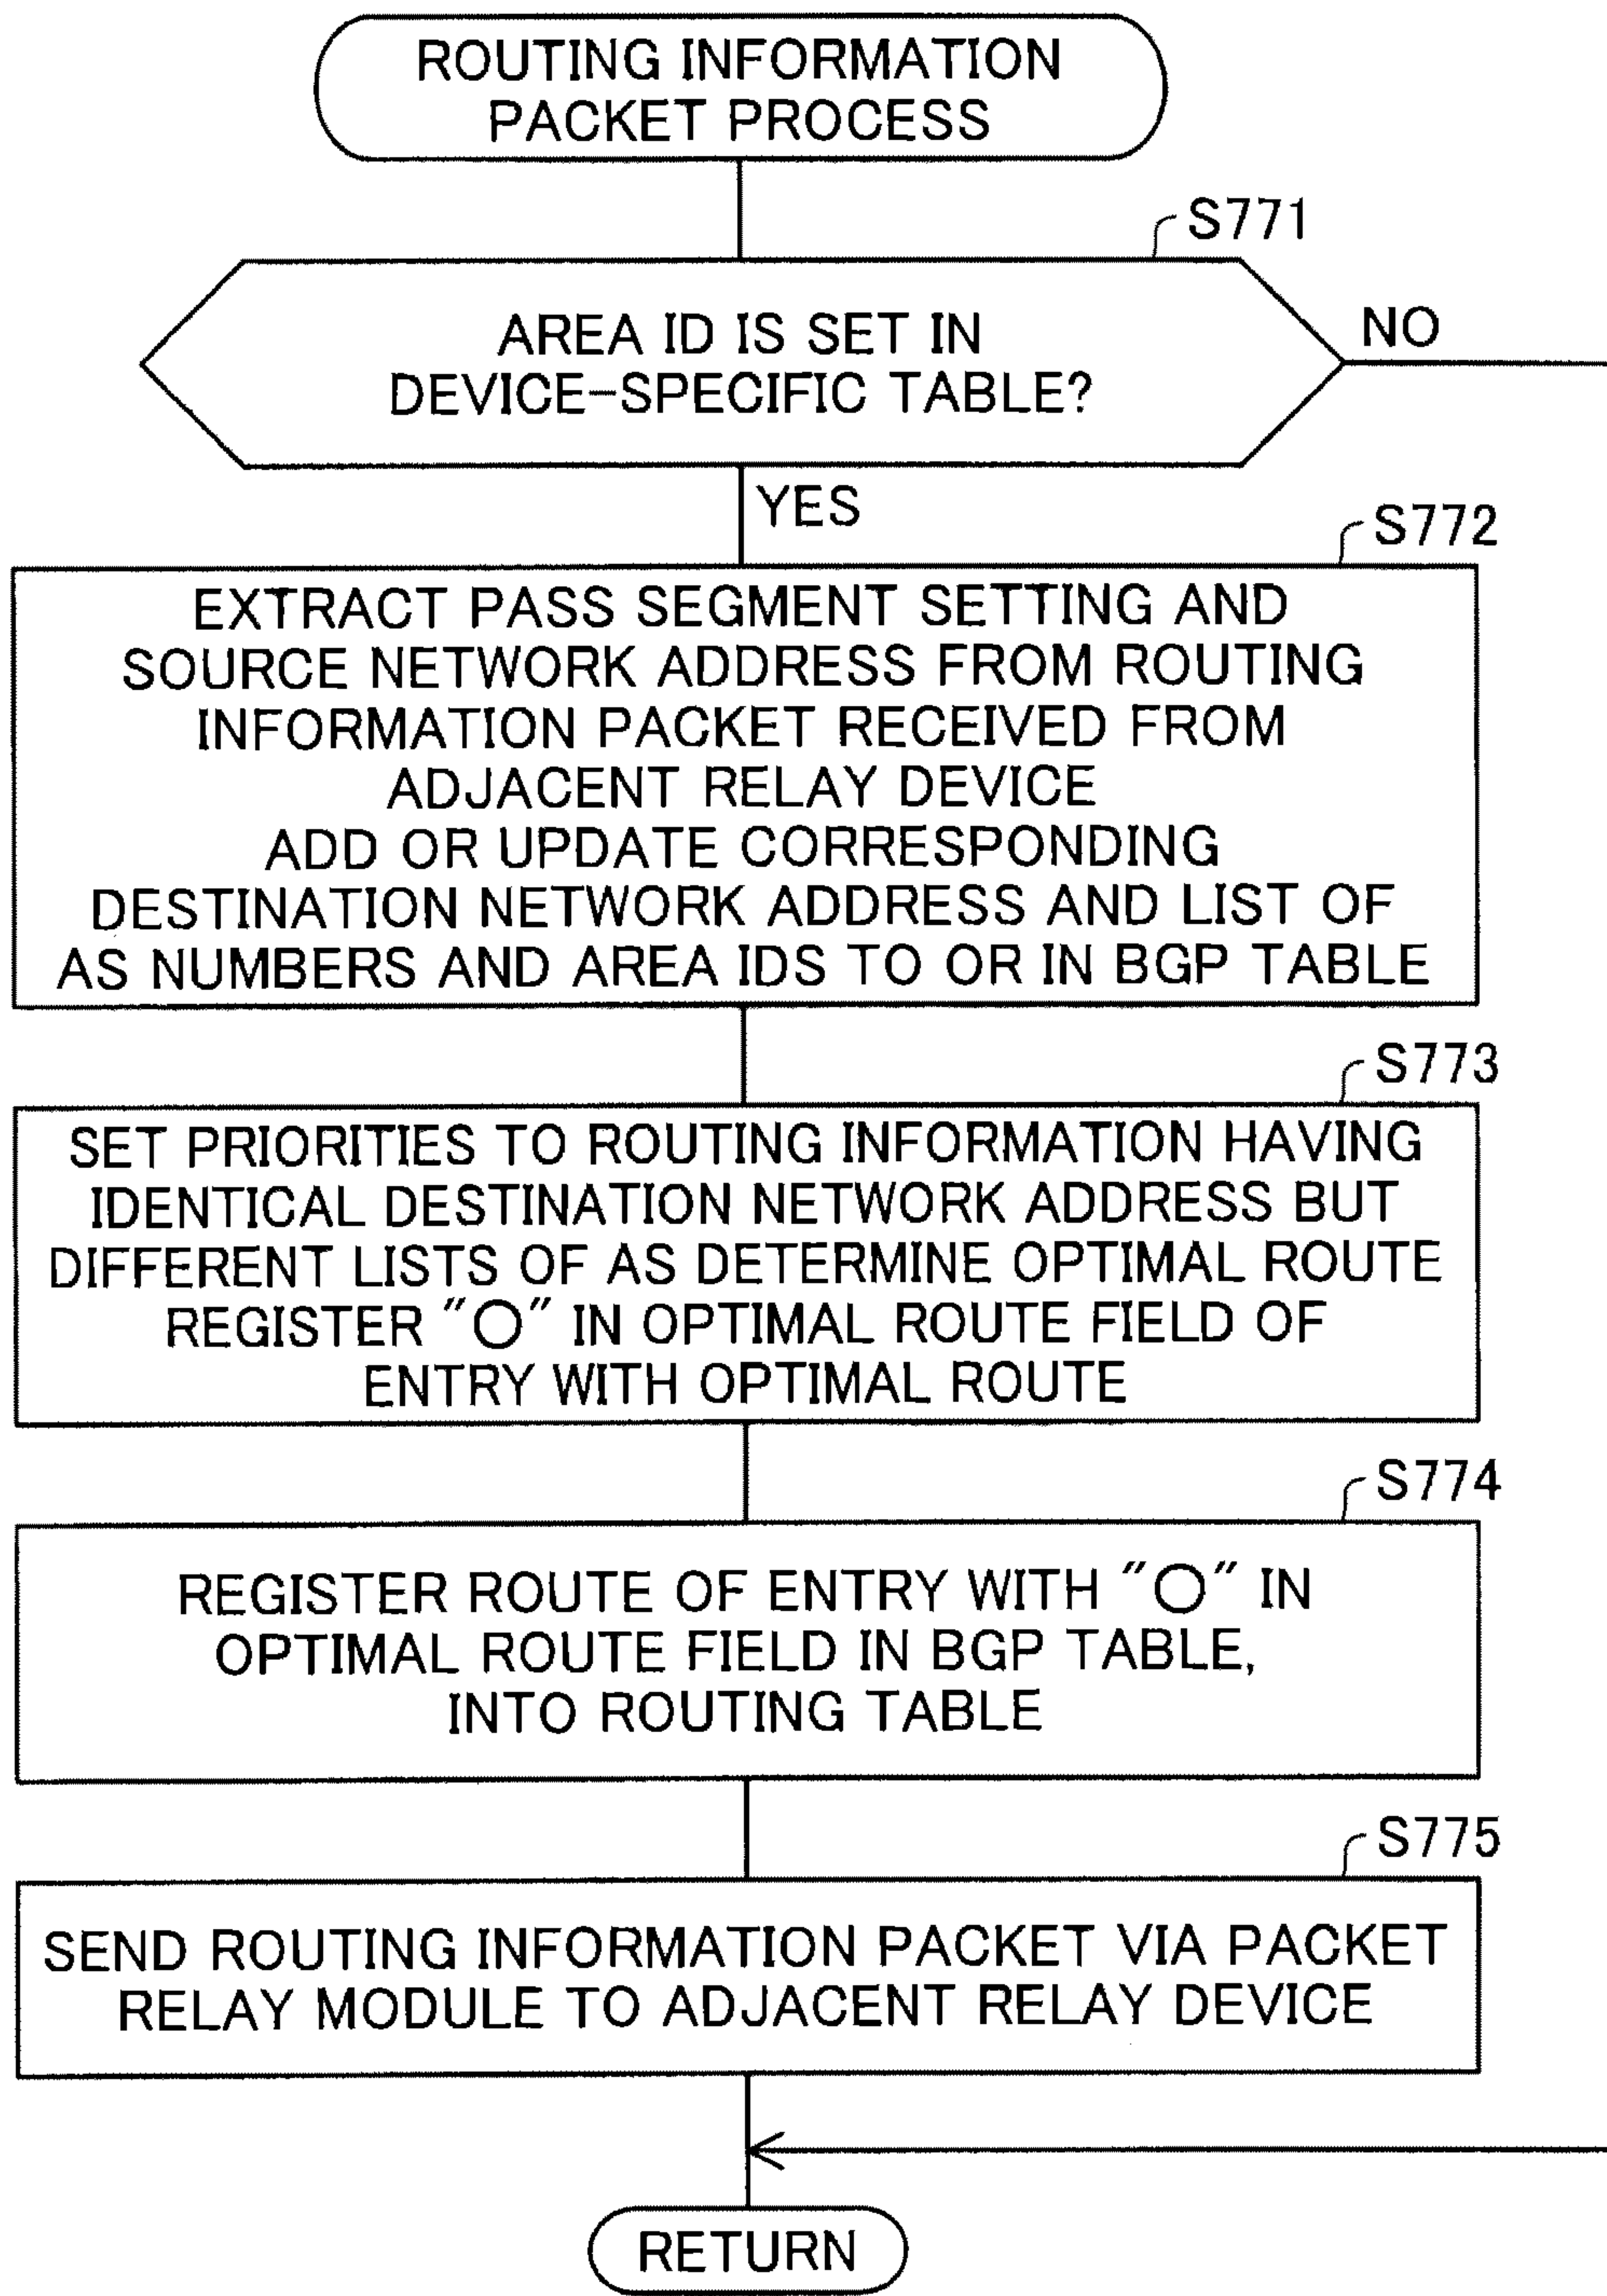 ROUTING INFORMATION
PACKET PROCESS
S771
AREA ID IS SET IN
DEVICE-SPECIFIC TABLE?
NO
YES
S772
EXTRACT PASS SEGMENT SETTING AND
SOURCE NETWORK ADDRESS FROM ROUTING
INFORMATION PACKET RECEIVED FROM
ADJACENT RELAY DEVICE
ADD OR UPDATE CORRESPONDING
DESTINATION NETWORK ADDRESS AND LIST OF
AS NUMBERS AND AREA IDS TO OR IN BGP TABLE
S773
SET PRIORITIES TO ROUTING INFORMATION HAVING
IDENTICAL DESTINATION NETWORK ADDRESS BUT
DIFFERENT LISTS OF AS DETERMINE OPTIMAL ROUTE
REGISTER "○" IN OPTIMAL ROUTE FIELD OF
ENTRY WITH OPTIMAL ROUTE
S774
REGISTER ROUTE OF ENTRY WITH "○" IN
OPTIMAL ROUTE FIELD IN BGP TABLE,
INTO ROUTING TABLE
S775
SEND ROUTING INFORMATION PACKET VIA PACKET
RELAY MODULE TO ADJACENT RELAY DEVICE
RETURN